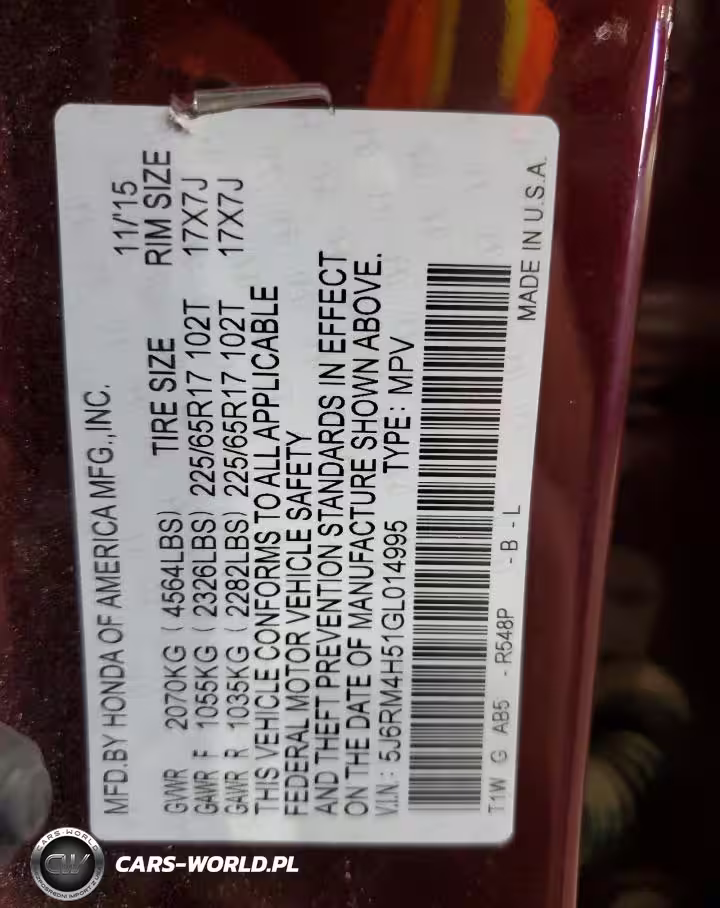 MFD.BY HONDA OF AMERICA MFG.,INC. 11/'15
GVWR 2070KG ( 4564LBS) TIRE SIZE RIM SIZE
GAWR F 1055KG ( 2326LBS) 225/65R17 102T 17X7J
GAWR R 1035KG ( 2282LBS) 225/65R17 102T 17X7J
THIS VEHICLE CONFORMS TO ALL APPLICABLE
FEDERAL MOTOR VEHICLE SAFETY
AND THEFT PREVENTION STANDARDS IN EFFECT
ON THE DATE OF MANUFACTURE SHOWN ABOVE.
V.I.N.: 5J6RM4H51GL014995 TYPE: MPV
T1W G AB5 - R548P - B - L MADE IN U.S.A.
CARS-WORLD
CW
CARS-WORLD.PL